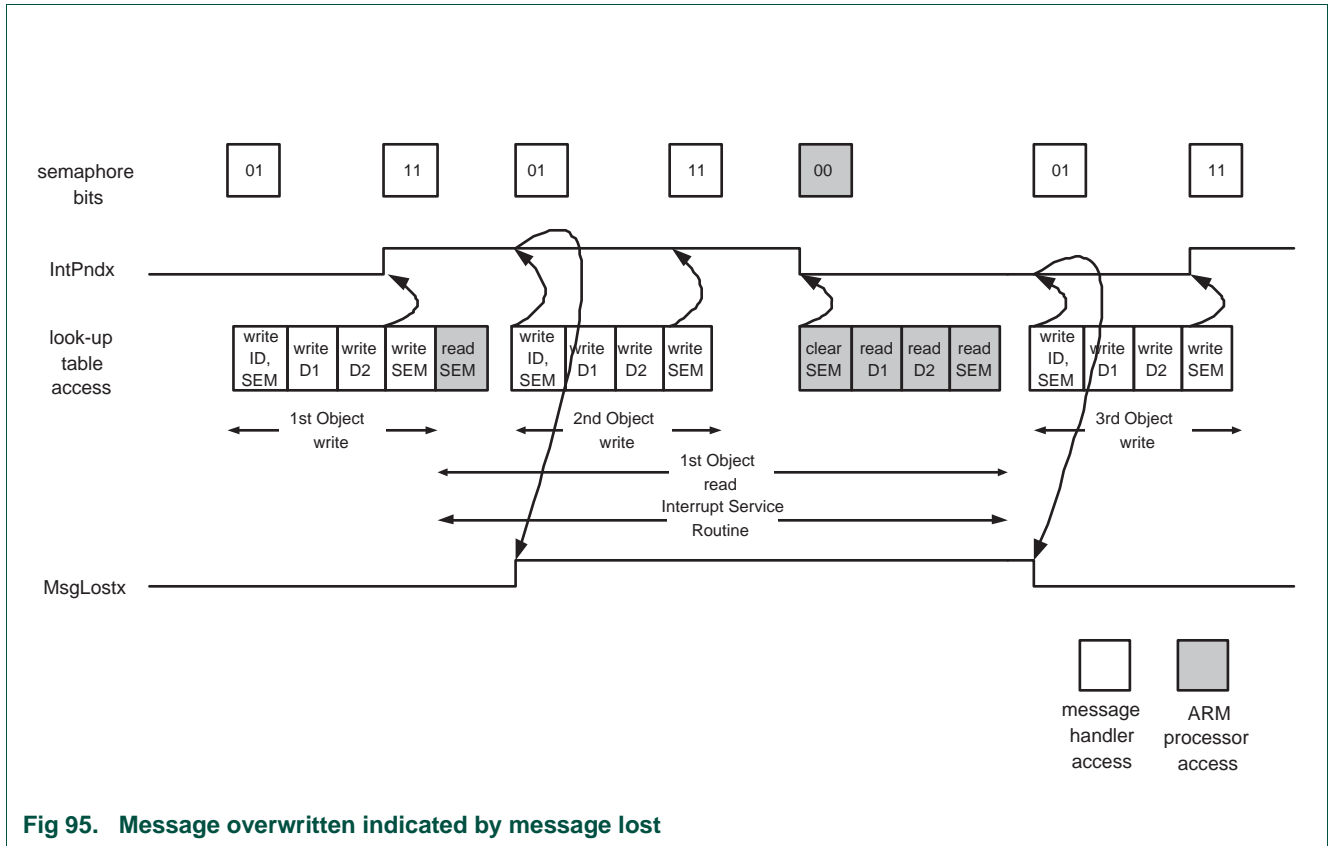 semaphore
bits
01
11
01
11
00
01
11
IntPndx
look-up
table
access
write
ID,
SEM
write
D1
write
D2
write
SEM
read
SEM
write
ID,
SEM
write
D1
write
D2
write
SEM
clear
SEM
read
D1
read
D2
read
SEM
write
ID,
SEM
write
D1
write
D2
write
SEM
1st Object
write
2nd Object
write
3rd Object
write
1st Object
read
Interrupt Service
Routine
MsgLostx
message
handler
access
ARM
processor
access
Fig 95. Message overwritten indicated by message lost